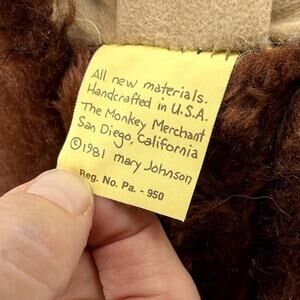 All new materials.
Handcrafted in U.S.A.
The Monkey Merchant
San Diego, California
©1981 mary Johnson
Reg. No. Pa. - 950